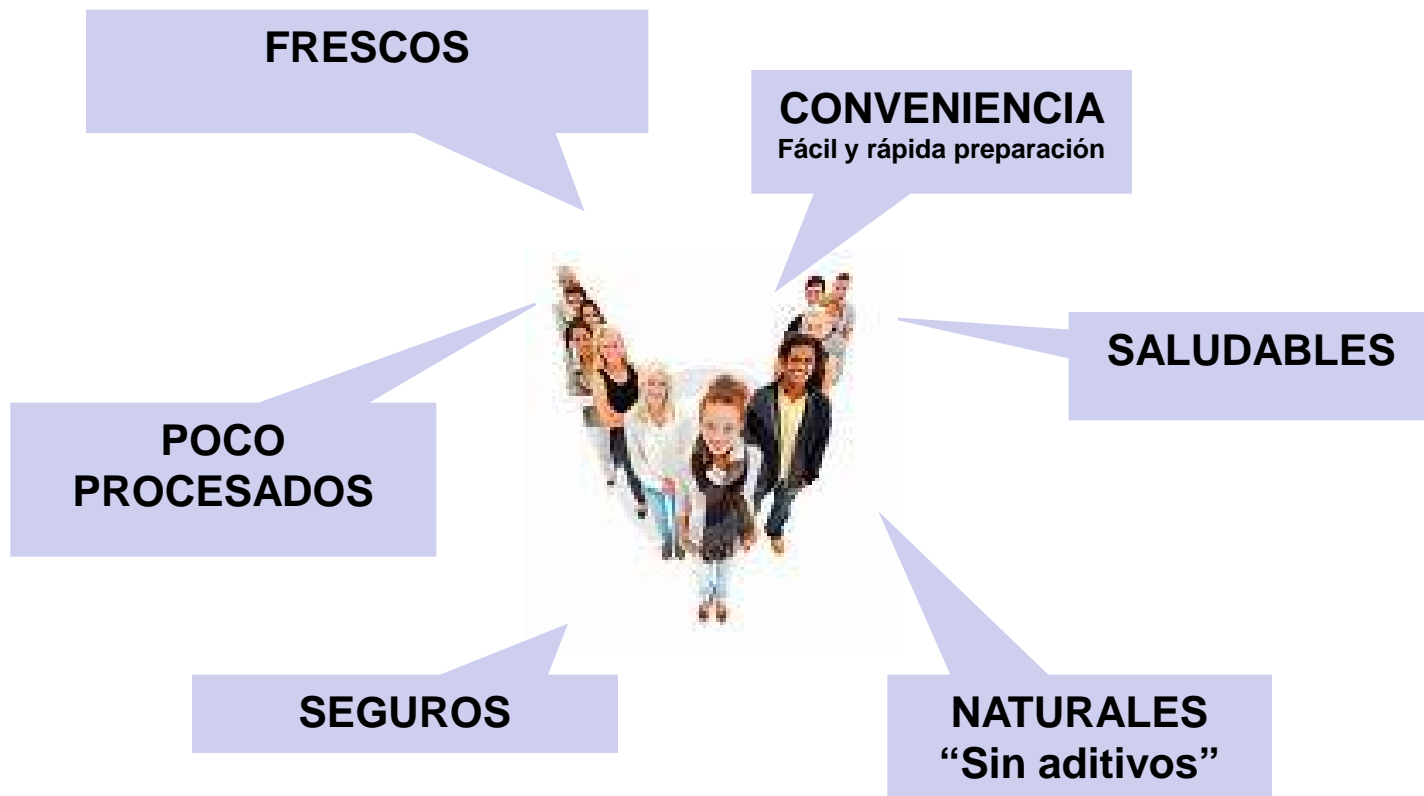 FRESCOS
CONVENIENCIA
Fácil y rápida preparación
SALUDABLES
POCO
PROCESADOS
SEGUROS
NATURALES
“Sin aditivos”